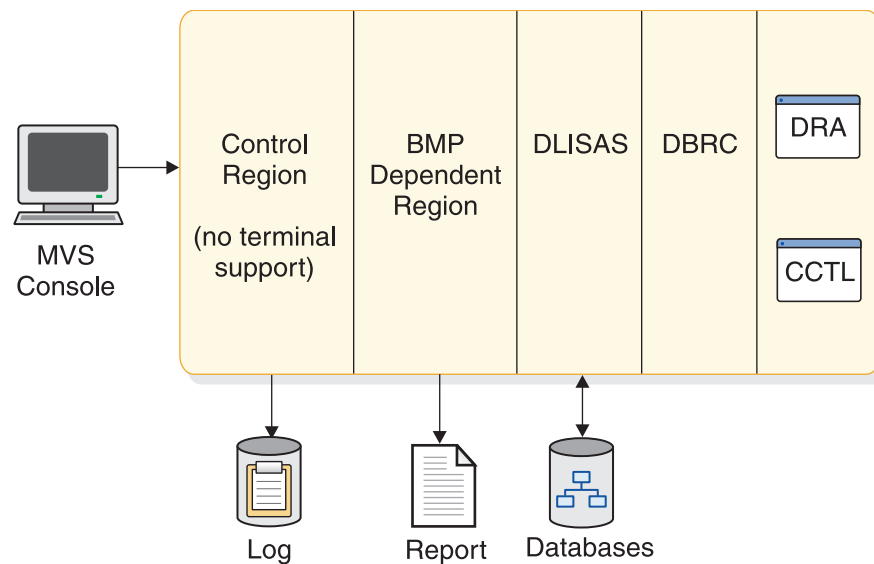 MVS
Console
Control
Region
(no terminal
support)
BMP
Dependent
Region
DLISAS
DBRC
DRA
CCTL
Log
Report
Databases